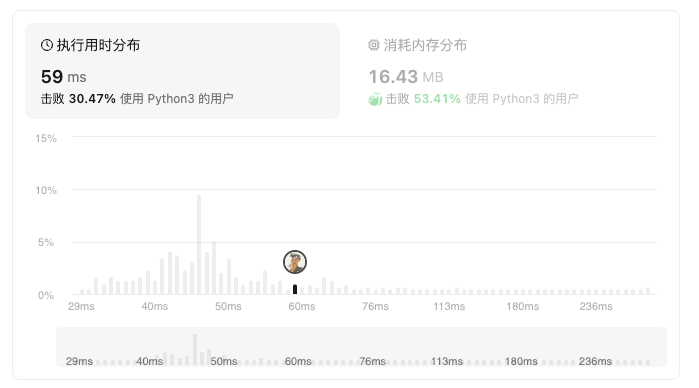 执行用时分布
59 ms
击败 30.47% 使用 Python3 的用户
消耗内存分布
16.43 MB
击败 53.41% 使用 Python3 的用户
15%
10%
5%
0%
29ms 40ms 50ms 60ms 76ms 113ms 180ms 236ms
29ms 40ms 50ms 60ms 76ms 113ms 180ms 236ms